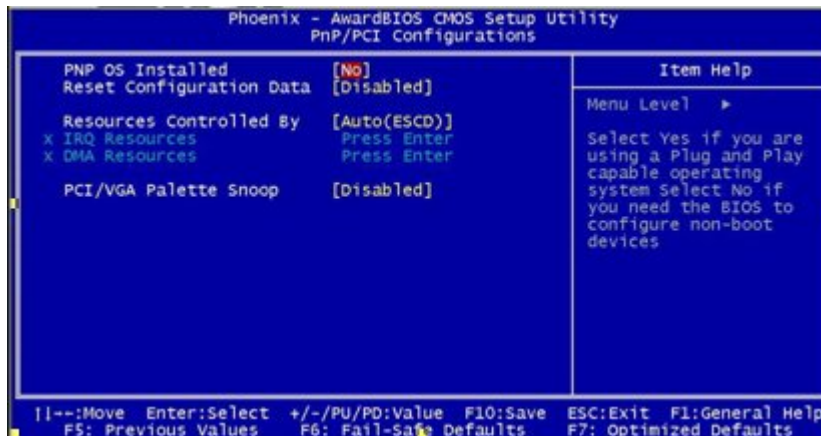 Phoenix - AwardBIOS CMOS Setup Utility
PnP/PCI Configurations
PNP OS Installed [No]
Reset Configuration Data [Disabled]
Resources Controlled By [Auto(ESCD)]
x IRQ Resources Press Enter
x DMA Resources Press Enter
PCI/VGA Palette Snoop [Disabled]
Item Help
Menu Level ►
Select Yes if you are
using a Plug and Play
capable operating
system Select No if
you need the BIOS to
configure non-boot
devices
↑↓→←:Move Enter:Select +/-/PU/PD:Value F10:Save ESC:Exit F1:General Help
F5: Previous Values F6: Fail-Safe Defaults F7: Optimized Defaults